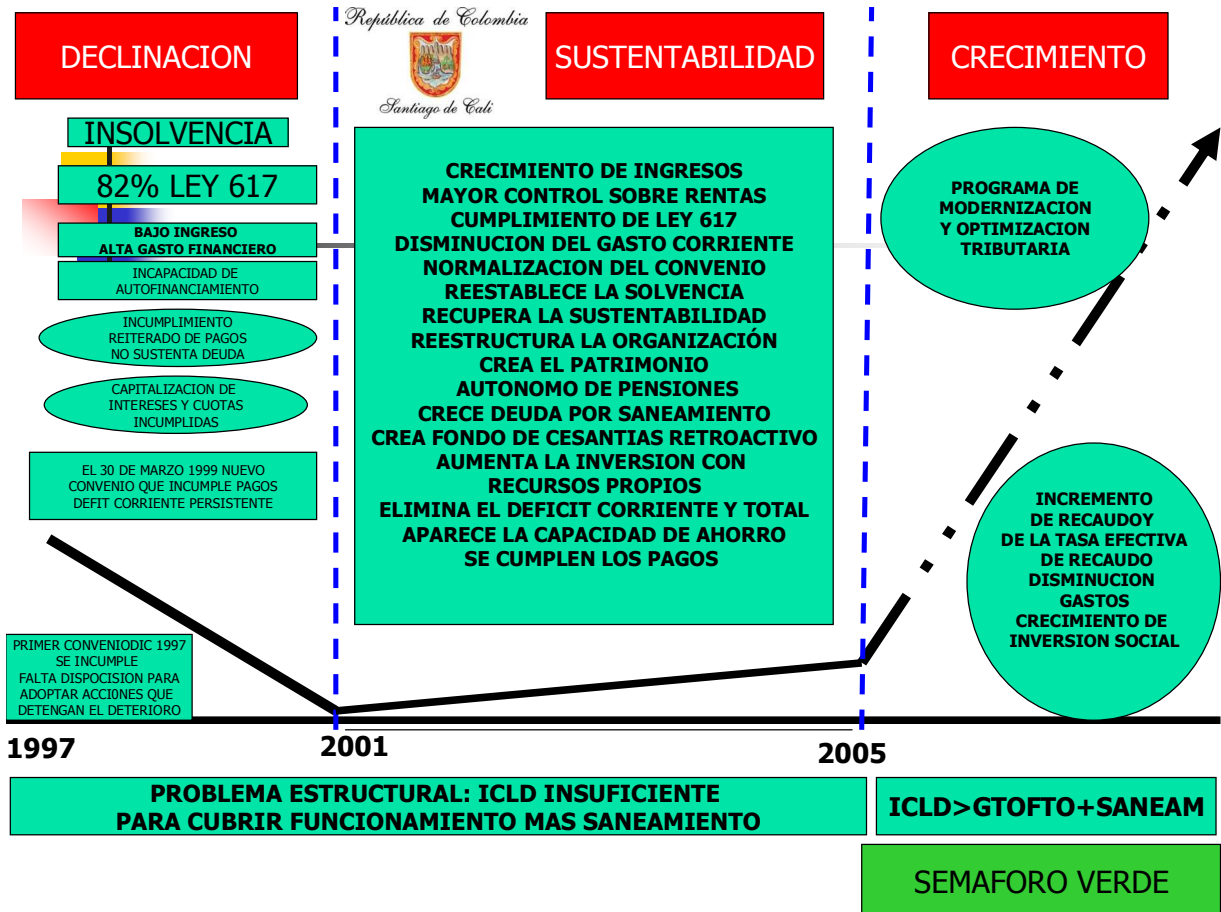 República de Colombia
Santiago de Cali
DECLINACION
SUSTENTABILIDAD
CRECIMIENTO
INSOLVENCIA
82% LEY 617
BAJO INGRESO
ALTA GASTO FINANCIERO
INCAPACIDAD DE
AUTOFINANCIAMIENTO
INCUMPLIMIENTO
REITERADO DE PAGOS
NO SUSTENTA DEUDA
CAPITALIZACION DE
INTERESES Y CUOTAS
INCUMPLIDAS
EL 30 DE MARZO 1999 NUEVO
CONVENIO QUE INCUMPLE PAGOS
DEFIT CORRIENTE PERSISTENTE
PRIMER CONVENIODIC 1997
SE INCUMPLE
FALTA DISPOCISION PARA
ADOPTAR ACCI0NES QUE
DETENGAN EL DETERIORO
CRECIMIENTO DE INGRESOS
MAYOR CONTROL SOBRE RENTAS
CUMPLIMIENTO DE LEY 617
DISMINUCION DEL GASTO CORRIENTE
NORMALIZACION DEL CONVENIO
REESTABLECE LA SOLVENCIA
RECUPERA LA SUSTENTABILIDAD
REESTRUCTURA LA ORGANIZACIÓN
CREA EL PATRIMONIO
AUTONOMO DE PENSIONES
CRECE DEUDA POR SANEAMIENTO
CREA FONDO DE CESANTIAS RETROACTIVO
AUMENTA LA INVERSION CON
RECURSOS PROPIOS
ELIMINA EL DEFICIT CORRIENTE Y TOTAL
APARECE LA CAPACIDAD DE AHORRO
SE CUMPLEN LOS PAGOS
PROGRAMA DE
MODERNIZACION
Y OPTIMIZACION
TRIBUTARIA
INCREMENTO
DE RECAUDOY
DE LA TASA EFECTIVA
DE RECAUDO
DISMINUCION
GASTOS
CRECIMIENTO DE
INVERSION SOCIAL
1997
2001
2005
PROBLEMA ESTRUCTURAL: ICLD INSUFICIENTE
PARA CUBRIR FUNCIONAMIENTO MAS SANEAMIENTO
ICLD>GTOFTO+SANEAM
SEMAFORO VERDE